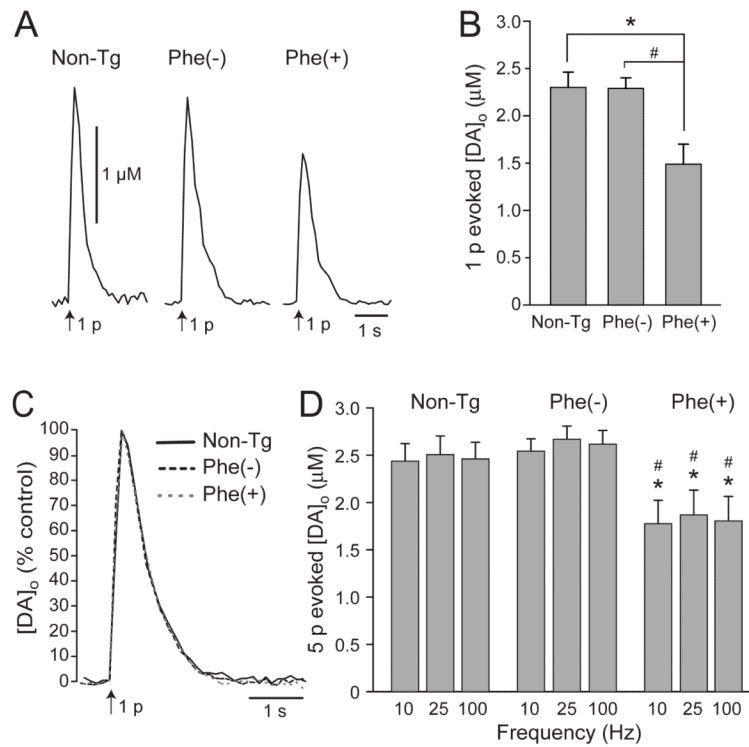 A
Non-Tg Phe(-) Phe(+)
1 µM
1 p 1 p 1 p
1 s
B
1 p evoked [DA]o (µM)
3.0
2.5
2.0
1.5
1.0
0.5
0
*
#
Non-Tg Phe(-) Phe(+)
C
[DA]o (% control)
100
90
80
70
60
50
40
30
20
10
0
Non-Tg
Phe(-)
Phe(+)
1 p
1 s
D
5 p evoked [DA]o (µM)
3.0
2.5
2.0
1.5
1.0
0.5
0
Non-Tg Phe(-) Phe(+)
# # #
* * *
10 25 100 10 25 100 10 25 100
Frequency (Hz)